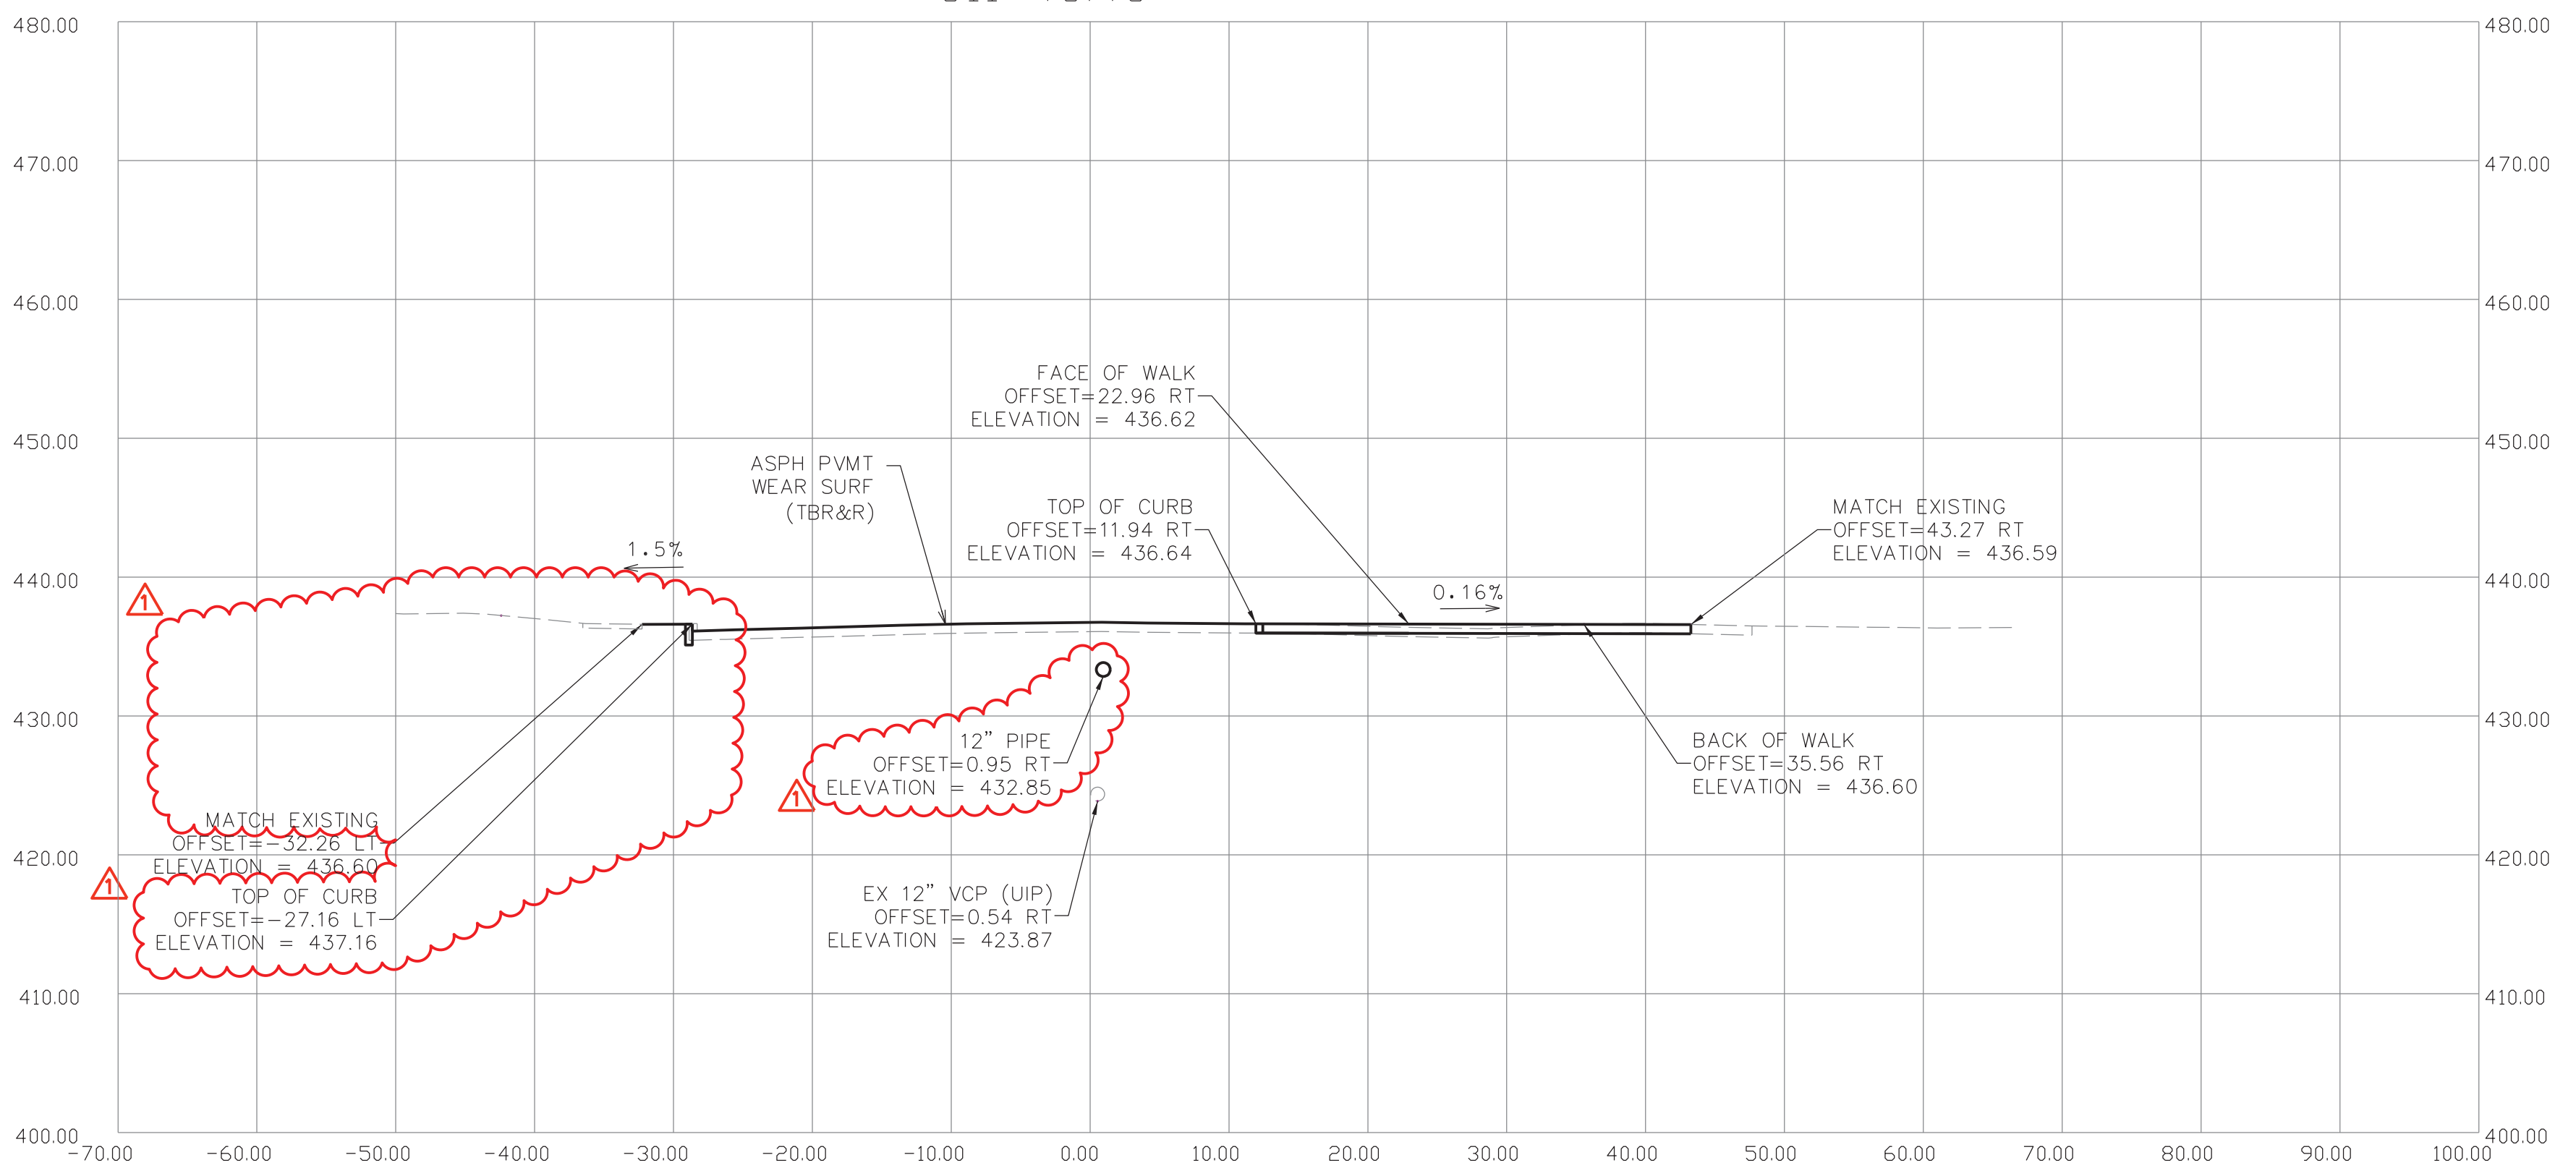 480.00
480.00
470.00
470.00
460.00
460.00
FACE OF WALK
OFFSET=22.96 RT
ELEVATION = 436.62
450.00
450.00
ASPH PVMT
WEAR SURF
(TBR&R)
TOP OF CURB
OFFSET=11.94 RT
ELEVATION = 436.64
MATCH EXISTING
OFFSET=43.27 RT
ELEVATION = 436.59
1.5%
440.00
440.00
0.16%
1
430.00
430.00
12” PIPE
OFFSET=0.95 RT
ELEVATION = 432.85
1
BACK OF WALK
OFFSET=35.56 RT
ELEVATION = 436.60
MATCH EXISTING
OFFSET=-32.26 LT
ELEVATION = 436.60
420.00
420.00
1
TOP OF CURB
OFFSET=-27.16 LT
ELEVATION = 437.16
EX 12” VCP (UIP)
OFFSET=0.54 RT
ELEVATION = 423.87
410.00
410.00
400.00
400.00
-70.00 -60.00 -50.00 -40.00 -30.00 -20.00 -10.00 0.00 10.00 20.00 30.00 40.00 50.00 60.00 70.00 80.00 90.00 100.00